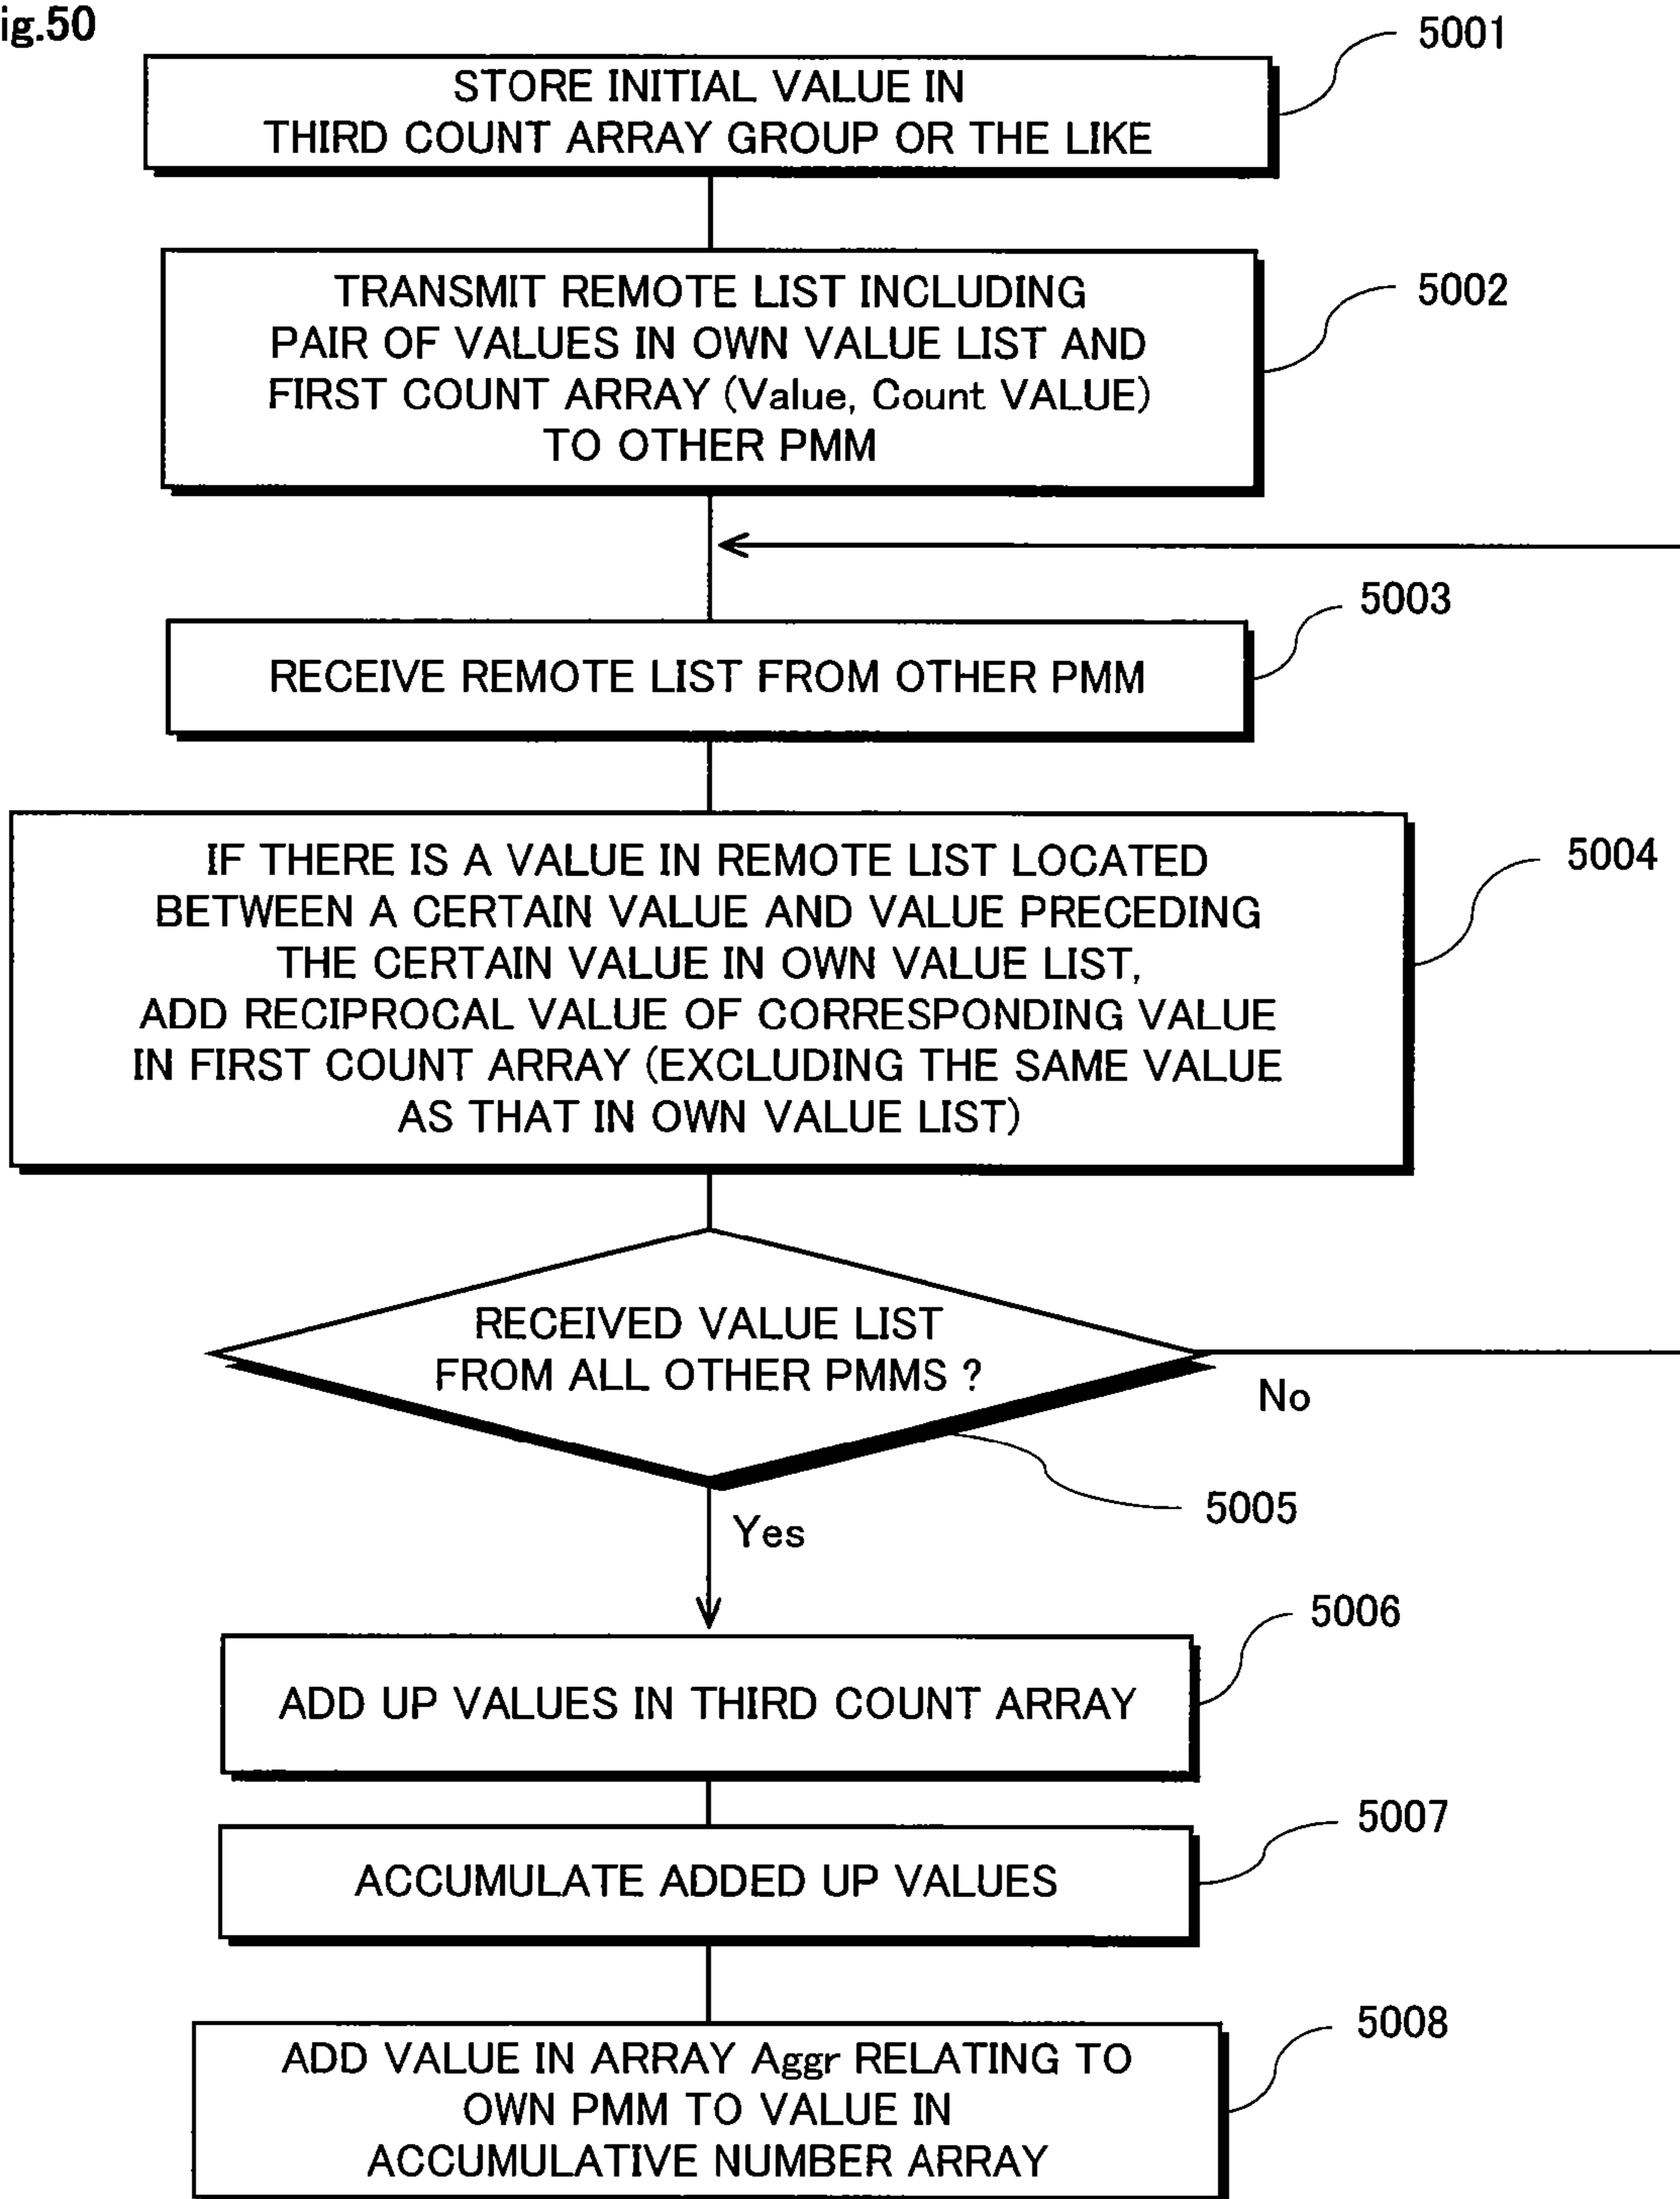 ig.50
5001
STORE INITIAL VALUE IN
THIRD COUNT ARRAY GROUP OR THE LIKE
5002
TRANSMIT REMOTE LIST INCLUDING
PAIR OF VALUES IN OWN VALUE LIST AND
FIRST COUNT ARRAY (Value, Count VALUE)
TO OTHER PMM
5003
RECEIVE REMOTE LIST FROM OTHER PMM
5004
IF THERE IS A VALUE IN REMOTE LIST LOCATED
BETWEEN A CERTAIN VALUE AND VALUE PRECEDING
THE CERTAIN VALUE IN OWN VALUE LIST,
ADD RECIPROCAL VALUE OF CORRESPONDING VALUE
IN FIRST COUNT ARRAY (EXCLUDING THE SAME VALUE
AS THAT IN OWN VALUE LIST)
RECEIVED VALUE LIST
FROM ALL OTHER PMMS ?
No
5005
Yes
5006
ADD UP VALUES IN THIRD COUNT ARRAY
5007
ACCUMULATE ADDED UP VALUES
5008
ADD VALUE IN ARRAY Aggr RELATING TO
OWN PMM TO VALUE IN
ACCUMULATIVE NUMBER ARRAY